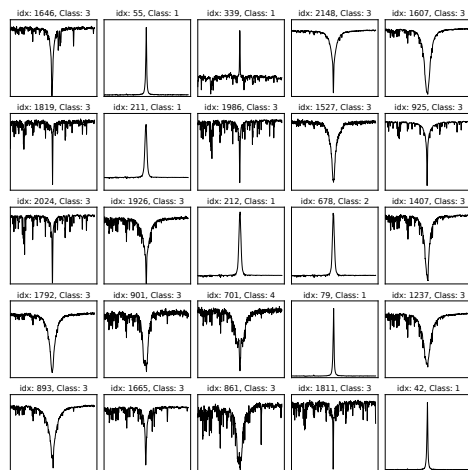 idx: 1646, Class: 3
idx: 55, Class: 1
idx: 339, Class: 1
idx: 2148, Class: 3
idx: 1607, Class: 3
idx: 1819, Class: 3
idx: 211, Class: 1
idx: 1986, Class: 3
idx: 1527, Class: 3
idx: 925, Class: 3
idx: 2024, Class: 3
idx: 1926, Class: 3
idx: 212, Class: 1
idx: 678, Class: 2
idx: 1407, Class: 3
idx: 1792, Class: 3
idx: 901, Class: 3
idx: 701, Class: 4
idx: 79, Class: 1
idx: 1237, Class: 3
idx: 893, Class: 3
idx: 1665, Class: 3
idx: 861, Class: 3
idx: 1811, Class: 3
idx: 42, Class: 1